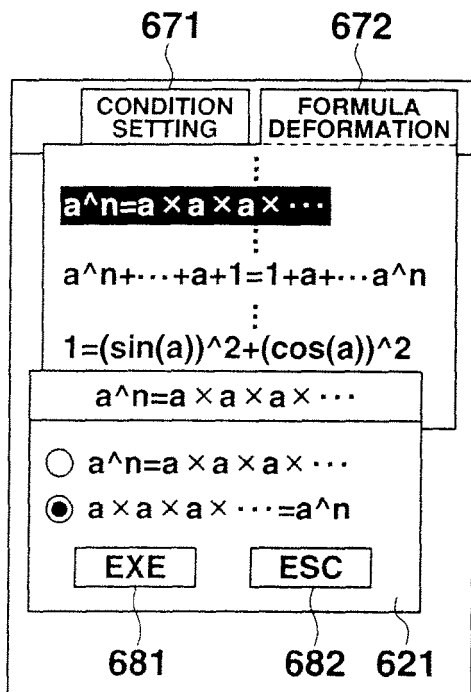 671 672
CONDITION SETTING FORMULA DEFORMATION
a^n=a×a×a×···
a^n+···+a+1=1+a+···a^n
1=(sin(a))^2+(cos(a))^2
a^n=a×a×a×···
a^n=a×a×a×···
a×a×a×···=a^n
EXE ESC
681 682 621